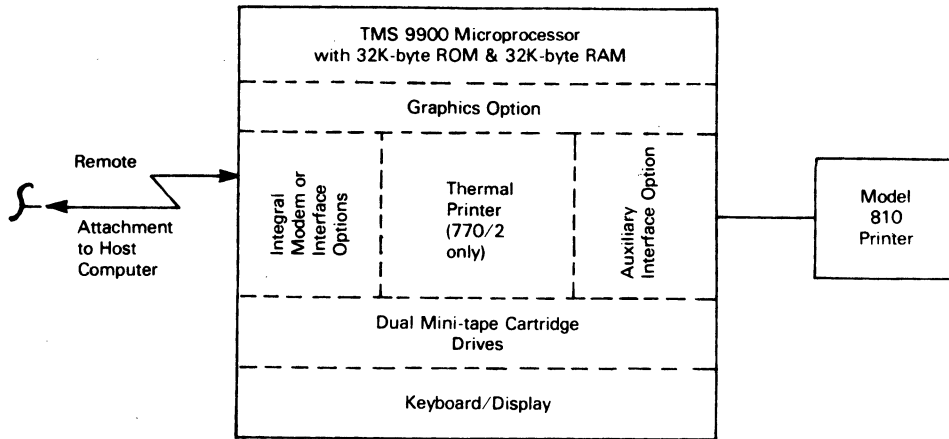 TMS 9900 Microprocessor
with 32K-byte ROM & 32K-byte RAM
Graphics Option
Remote
Attachment
to Host
Computer
Integral
Modem or
Interface
Options
Thermal
Printer
(770/2
only)
Auxiliary
Interface Option
Model
810
Printer
Dual Mini-tape Cartridge
Drives
Keyboard/Display